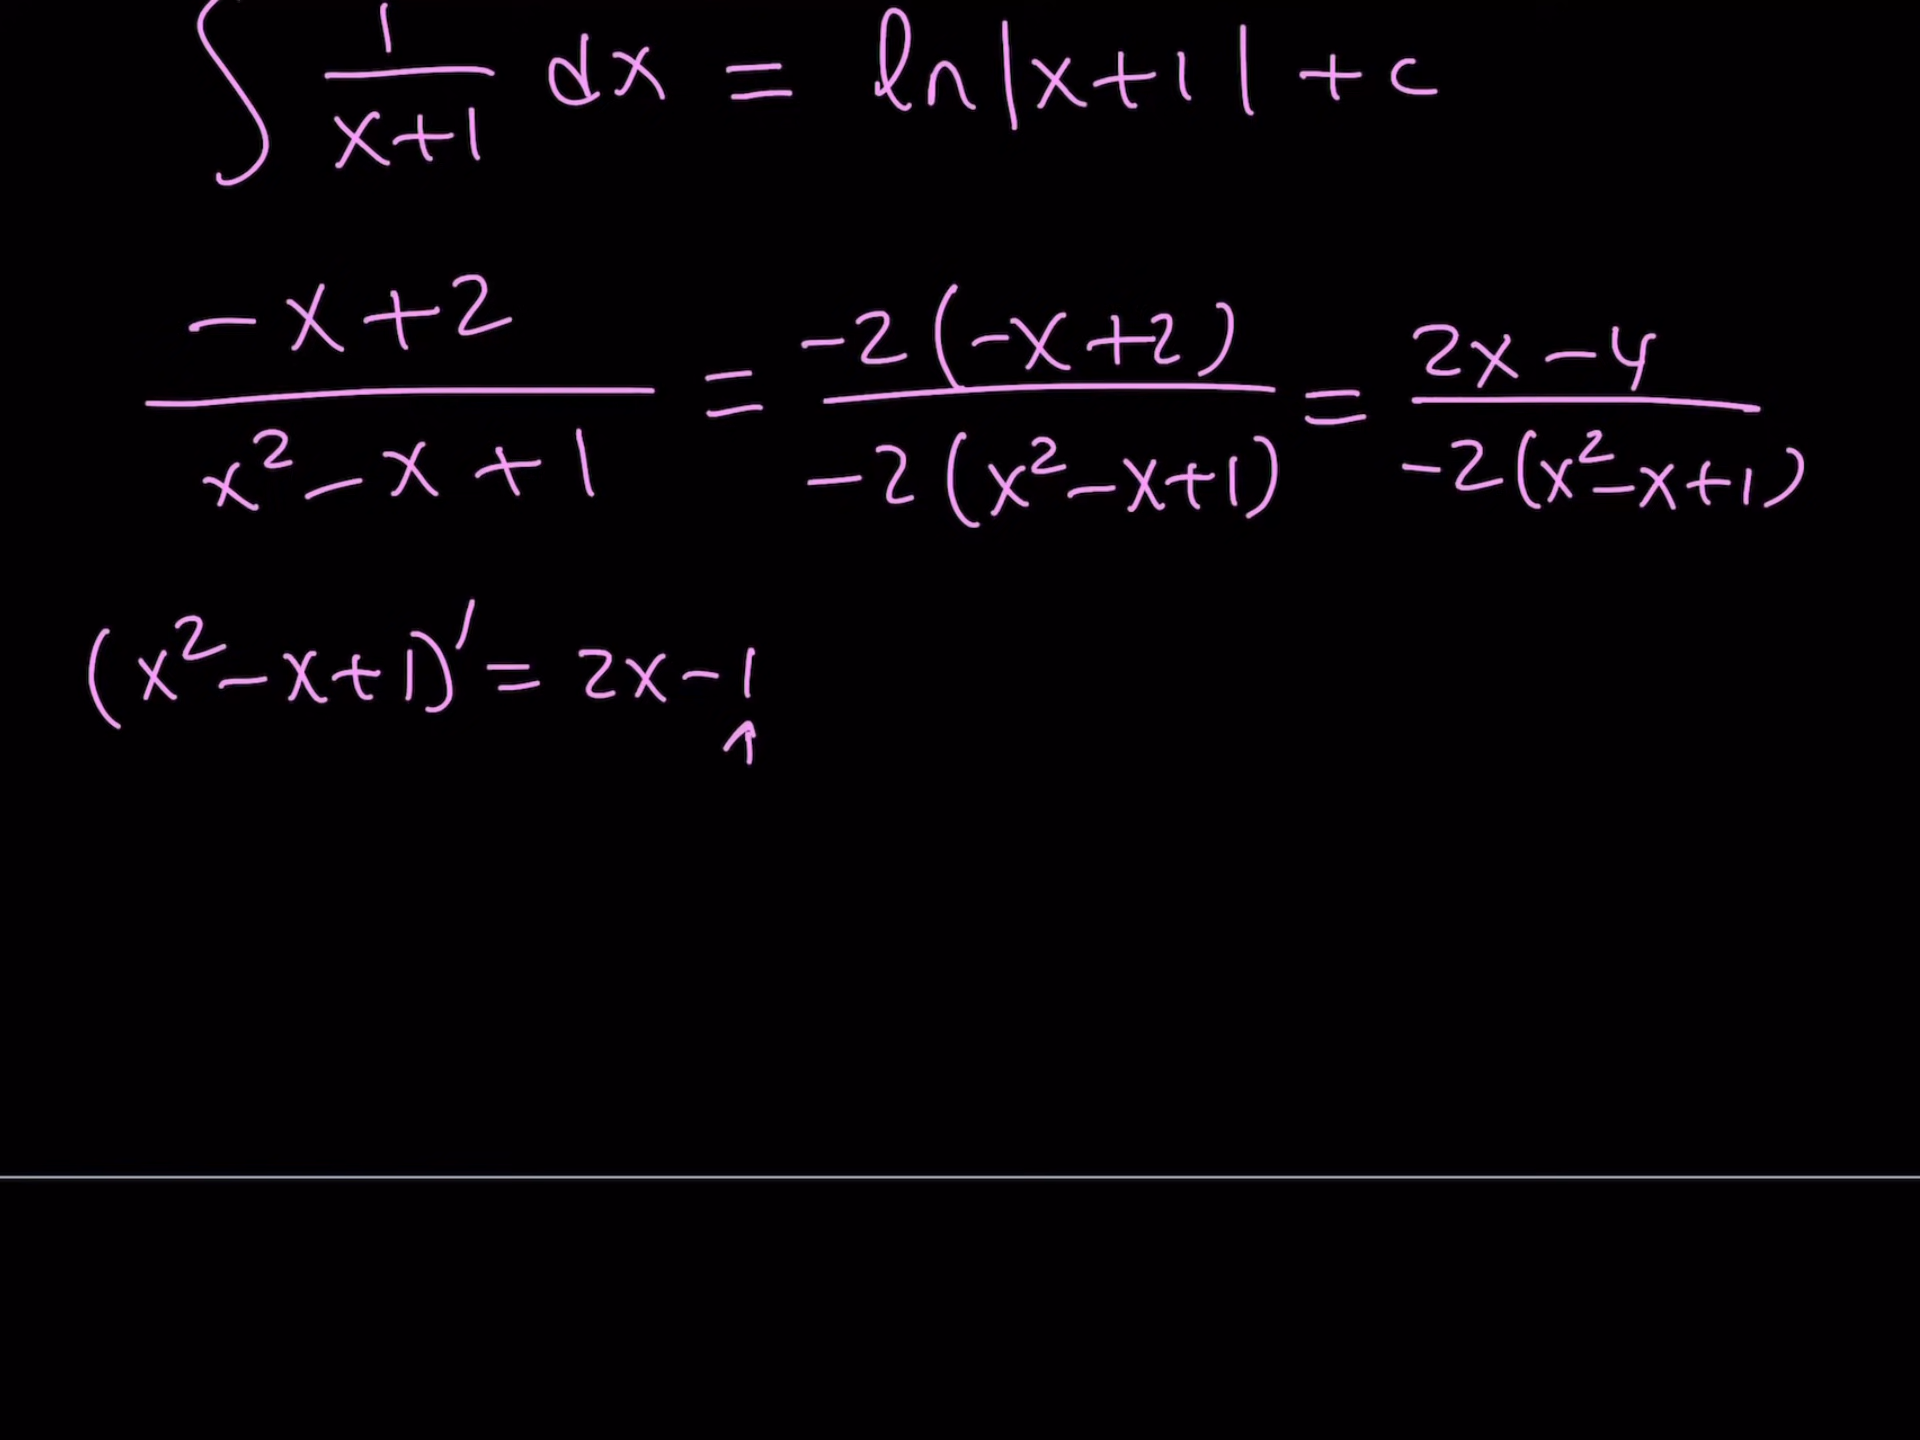 ∫ 1/(x+1) dx = ln|x+1| + c
(-x+2)/(x²-x+1) = -2(-x+2)/-2(x²-x+1) = (2x-4)/-2(x²-x+1)
(x²-x+1)′ = 2x-1
↑